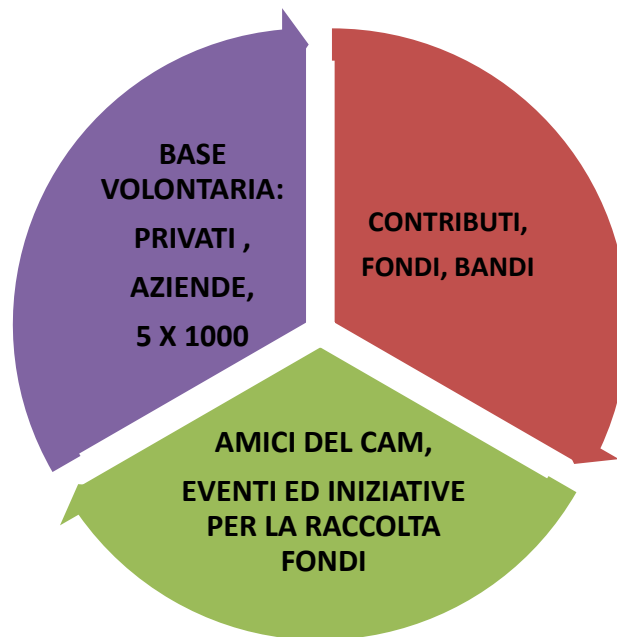 BASE
VOLONTARIA:
PRIVATI ,
AZIENDE,
5 X 1000
CONTRIBUTI,
FONDI, BANDI
AMICI DEL CAM,
EVENTI ED INIZIATIVE
PER LA RACCOLTA
FONDI